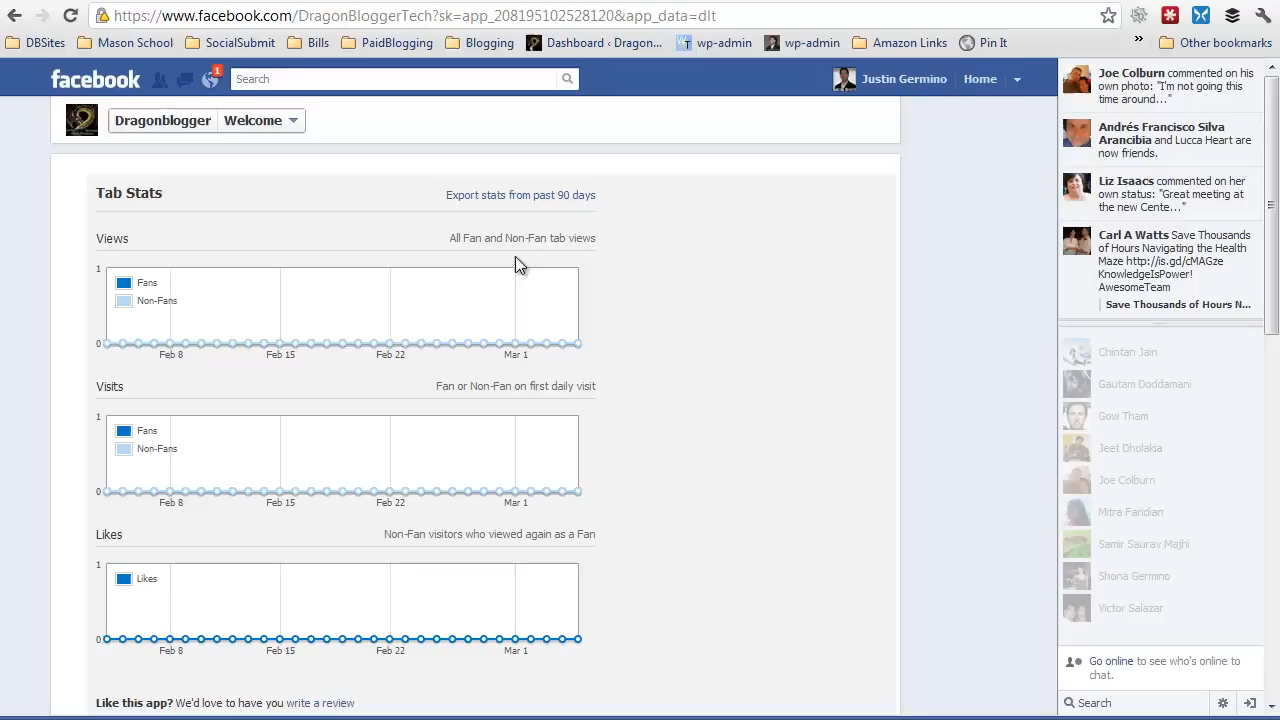 https://www.facebook.com/DragonBloggerTech?sk=app_208195102528120&app_data=dlt
DBSites Mason School SocialSubmit Bills PaidBlogging Blogging Dashboard ‹ Dragon... wp-admin wp-admin Amazon Links Pin It » Other bookmarks
facebook 1 Search Justin Germino Home
Dragonblogger Welcome
Tab Stats Export stats from past 90 days
Views All Fan and Non-Fan tab views
1
Fans
Non-Fans
0
Feb 8 Feb 15 Feb 22 Mar 1
Visits Fan or Non-Fan on first daily visit
1
Fans
Non-Fans
0
Feb 8 Feb 15 Feb 22 Mar 1
Likes Non-Fan visitors who viewed again as a Fan
1
Likes
0
Feb 8 Feb 15 Feb 22 Mar 1
Like this app? We'd love to have you write a review
Joe Colburn commented on his
own photo: "I'm not going this
time around..."
Andrés Francisco Silva
Arancibia and Lucca Heart are
now friends.
Liz Isaacs commented on her
own status: "Great meeting at
the new Cente..."
Carl A Watts Save Thousands
of Hours Navigating the Health
Maze http://is.gd/cMAGze
KnowledgeIsPower!
AwesomeTeam
Save Thousands of Hours N...
Chintan Jain
Gautam Doddamani
Gow Tham
Jeet Dholakia
Joe Colburn
Mitra Faridian
Samir Saurav Majhi
Shona Germino
Victor Salazar
Go online to see who's online to
chat.
Search